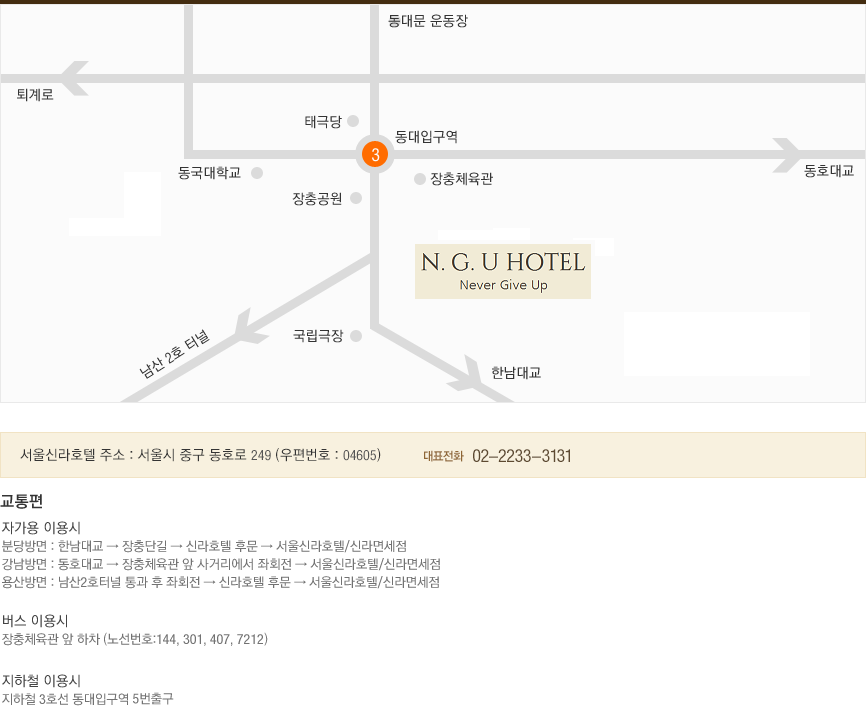 통대문 운동장
퇴계로
태극당
동대입구역
3
동국대학교
장충체육관
동호대교
장충공원
N. G. U HOTEL
Never Give Up
남산 2호 터널
국립극장
한남대교
서울신라호텔 주소 : 서울시 중구 동호로 249 (우편번호 : 04605) 대표전화 02-2233-3131
교통편
자가용 이용시
분당방면 : 한남대교 → 장충단길 → 신라호텔 후문 → 서울신라호텔/신라면세점
강남방면 : 동호대교 → 장충체육관 앞 사거리에서 좌회전 → 서울신라호텔/신라면세점
용산방면 : 남산2호터널 통과 후 좌회전 → 신라호텔 후문 → 서울신라호텔/신라면세점
버스 이용시
장충체육관 앞 하차 (노선번호:144, 301, 407, 7212)
지하철 이용시
지하철 3호선 동대입구역 5번출구